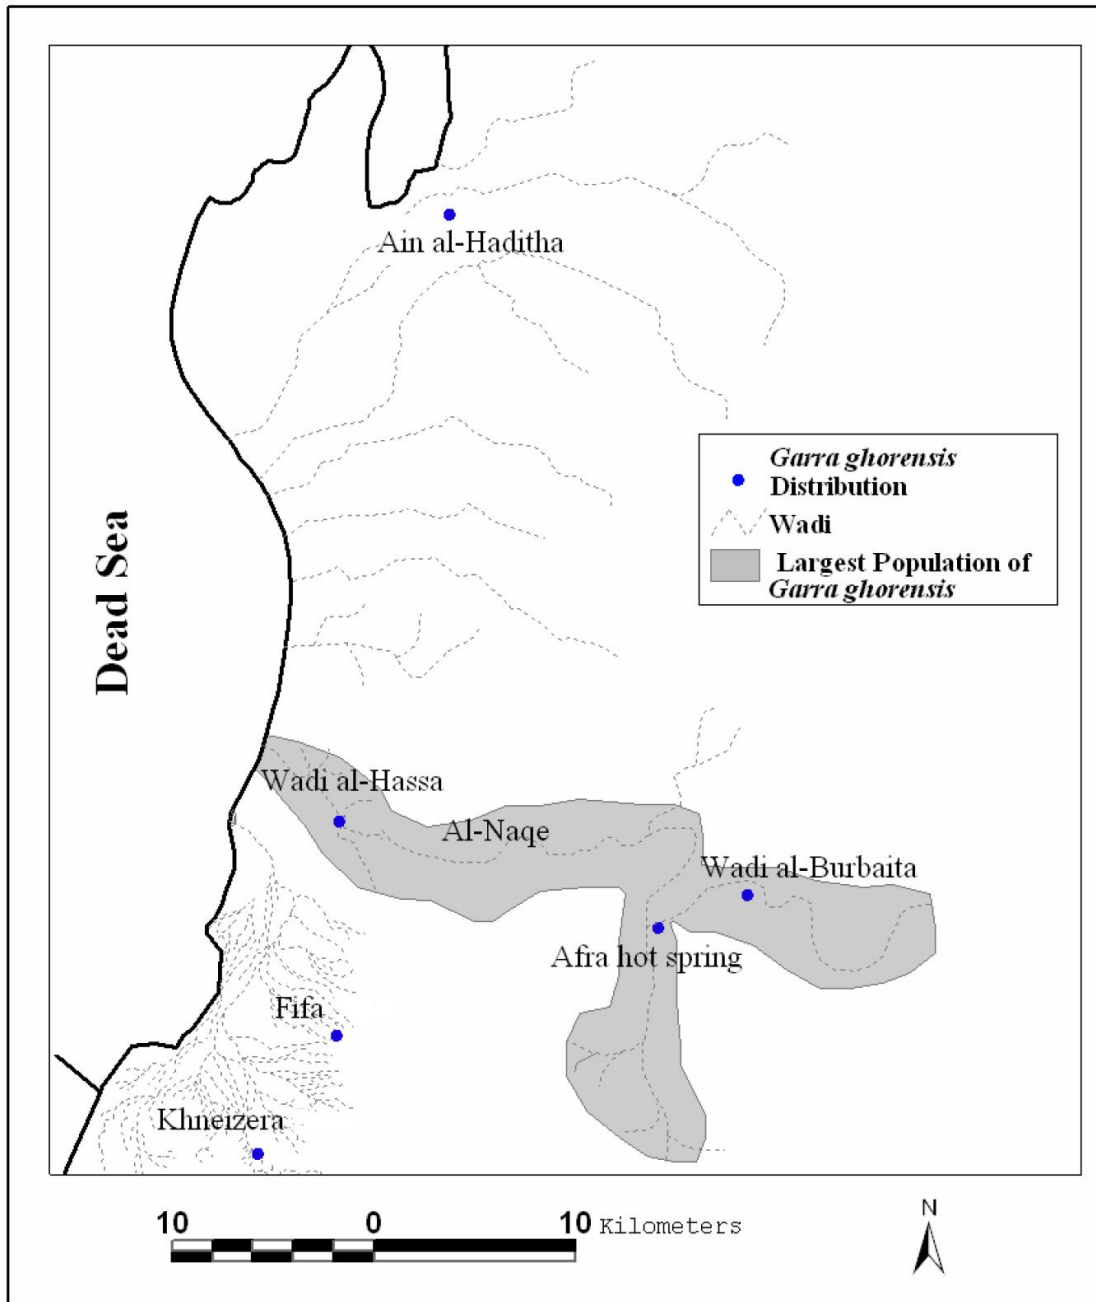 Ain al-Haditha
Garra ghorensis
Distribution
Wadi
Largest Population of
Garra ghorensis
Dead Sea
Wadi al-Hassa
Al-Naqe
Wadi al-Burbaita
Afra hot spring
Fifa
Khneizera
10 0 10 Kilometers
N